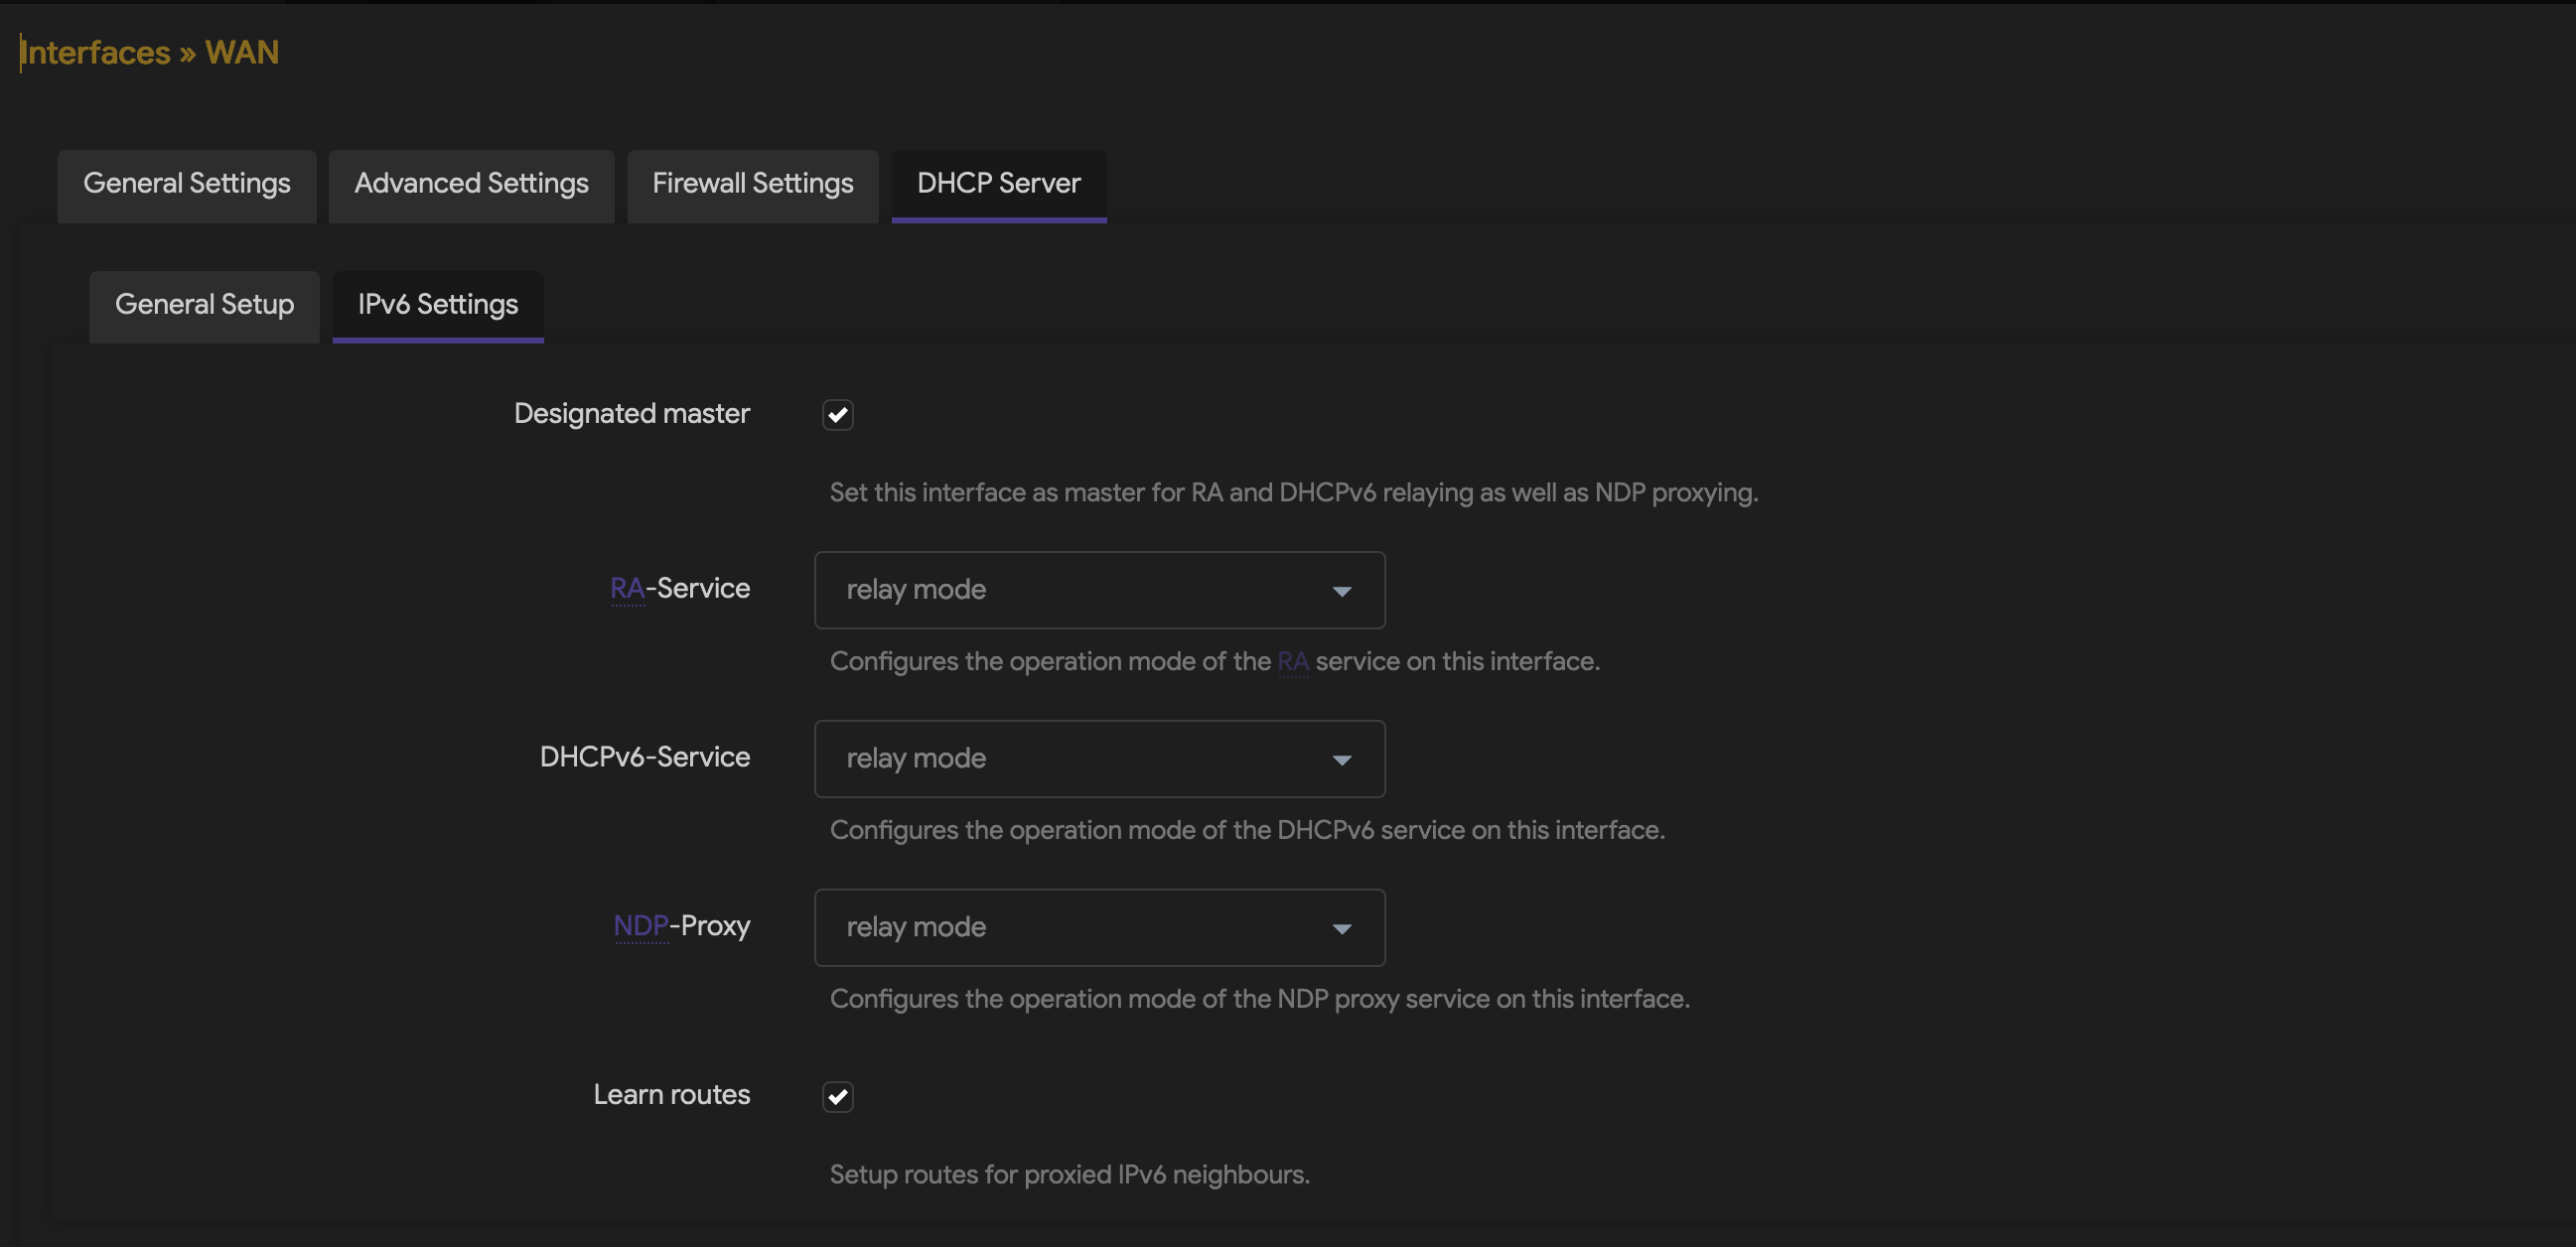 Interfaces » WAN
General Settings Advanced Settings Firewall Settings DHCP Server
General Setup IPv6 Settings
Designated master
Set this interface as master for RA and DHCPv6 relaying as well as NDP proxying.
RA-Service relay mode
Configures the operation mode of the RA service on this interface.
DHCPv6-Service relay mode
Configures the operation mode of the DHCPv6 service on this interface.
NDP-Proxy relay mode
Configures the operation mode of the NDP proxy service on this interface.
Learn routes
Setup routes for proxied IPv6 neighbours.